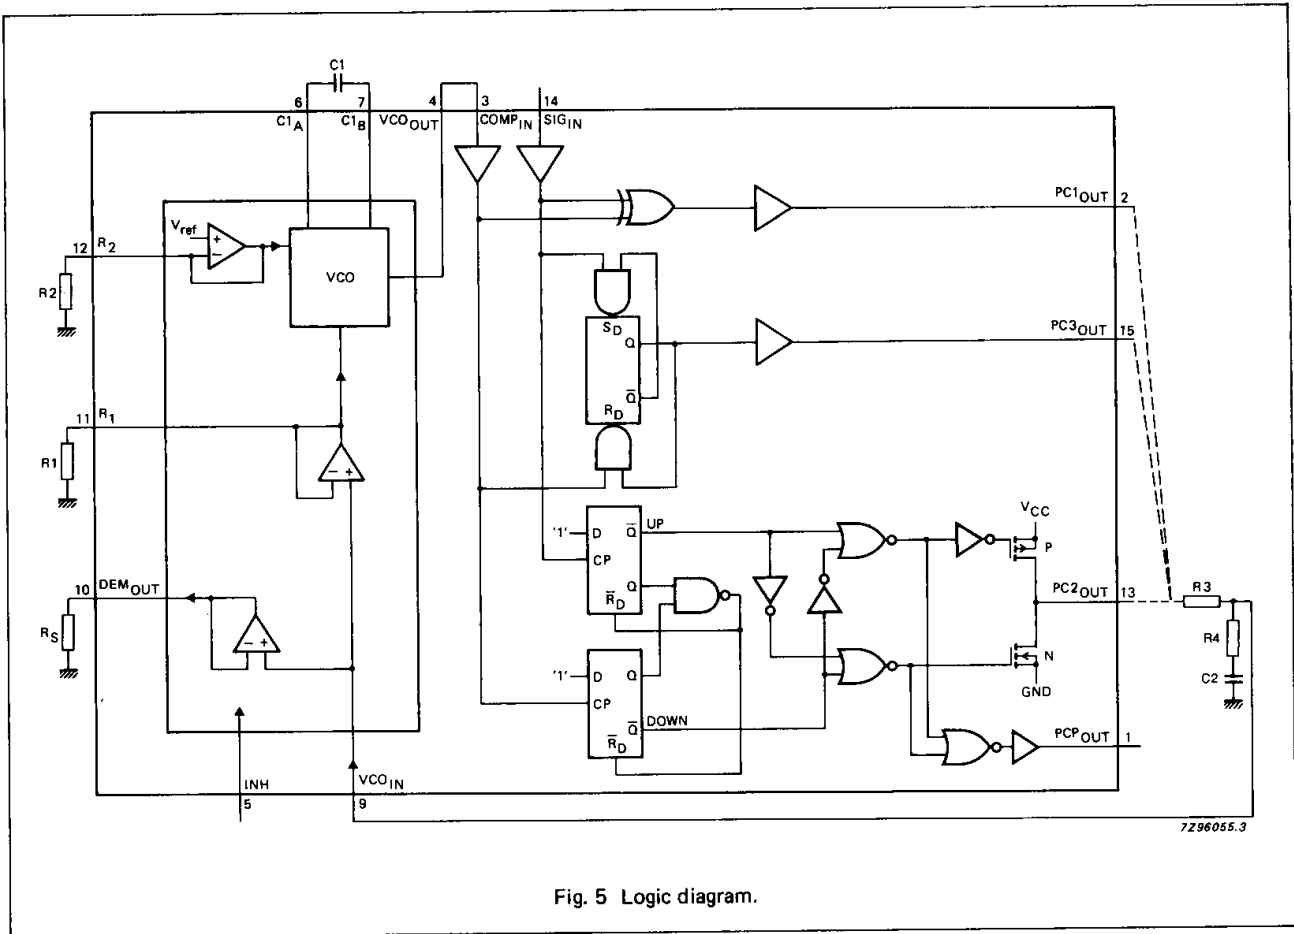 C1
6
7
4
3
14
C1A
C1B
VCOOUT
COMPIN
SIGIN
PC1OUT
2
Vref
+
−
12
R2
R2
VCO
SD
Q
Q̅
RD
PC3OUT
15
11
R1
R1
− +
'1'
D
Q̅
UP
CP
Q
R̅D
VCC
P
10
DEMOUT
RS
− +
PC2OUT
13
R3
R4
C2
N
GND
'1'
D
Q
CP
Q̅
DOWN
R̅D
PCPOUT
1
INH
5
VCOIN
9
7Z96055.3
Fig. 5 Logic diagram.